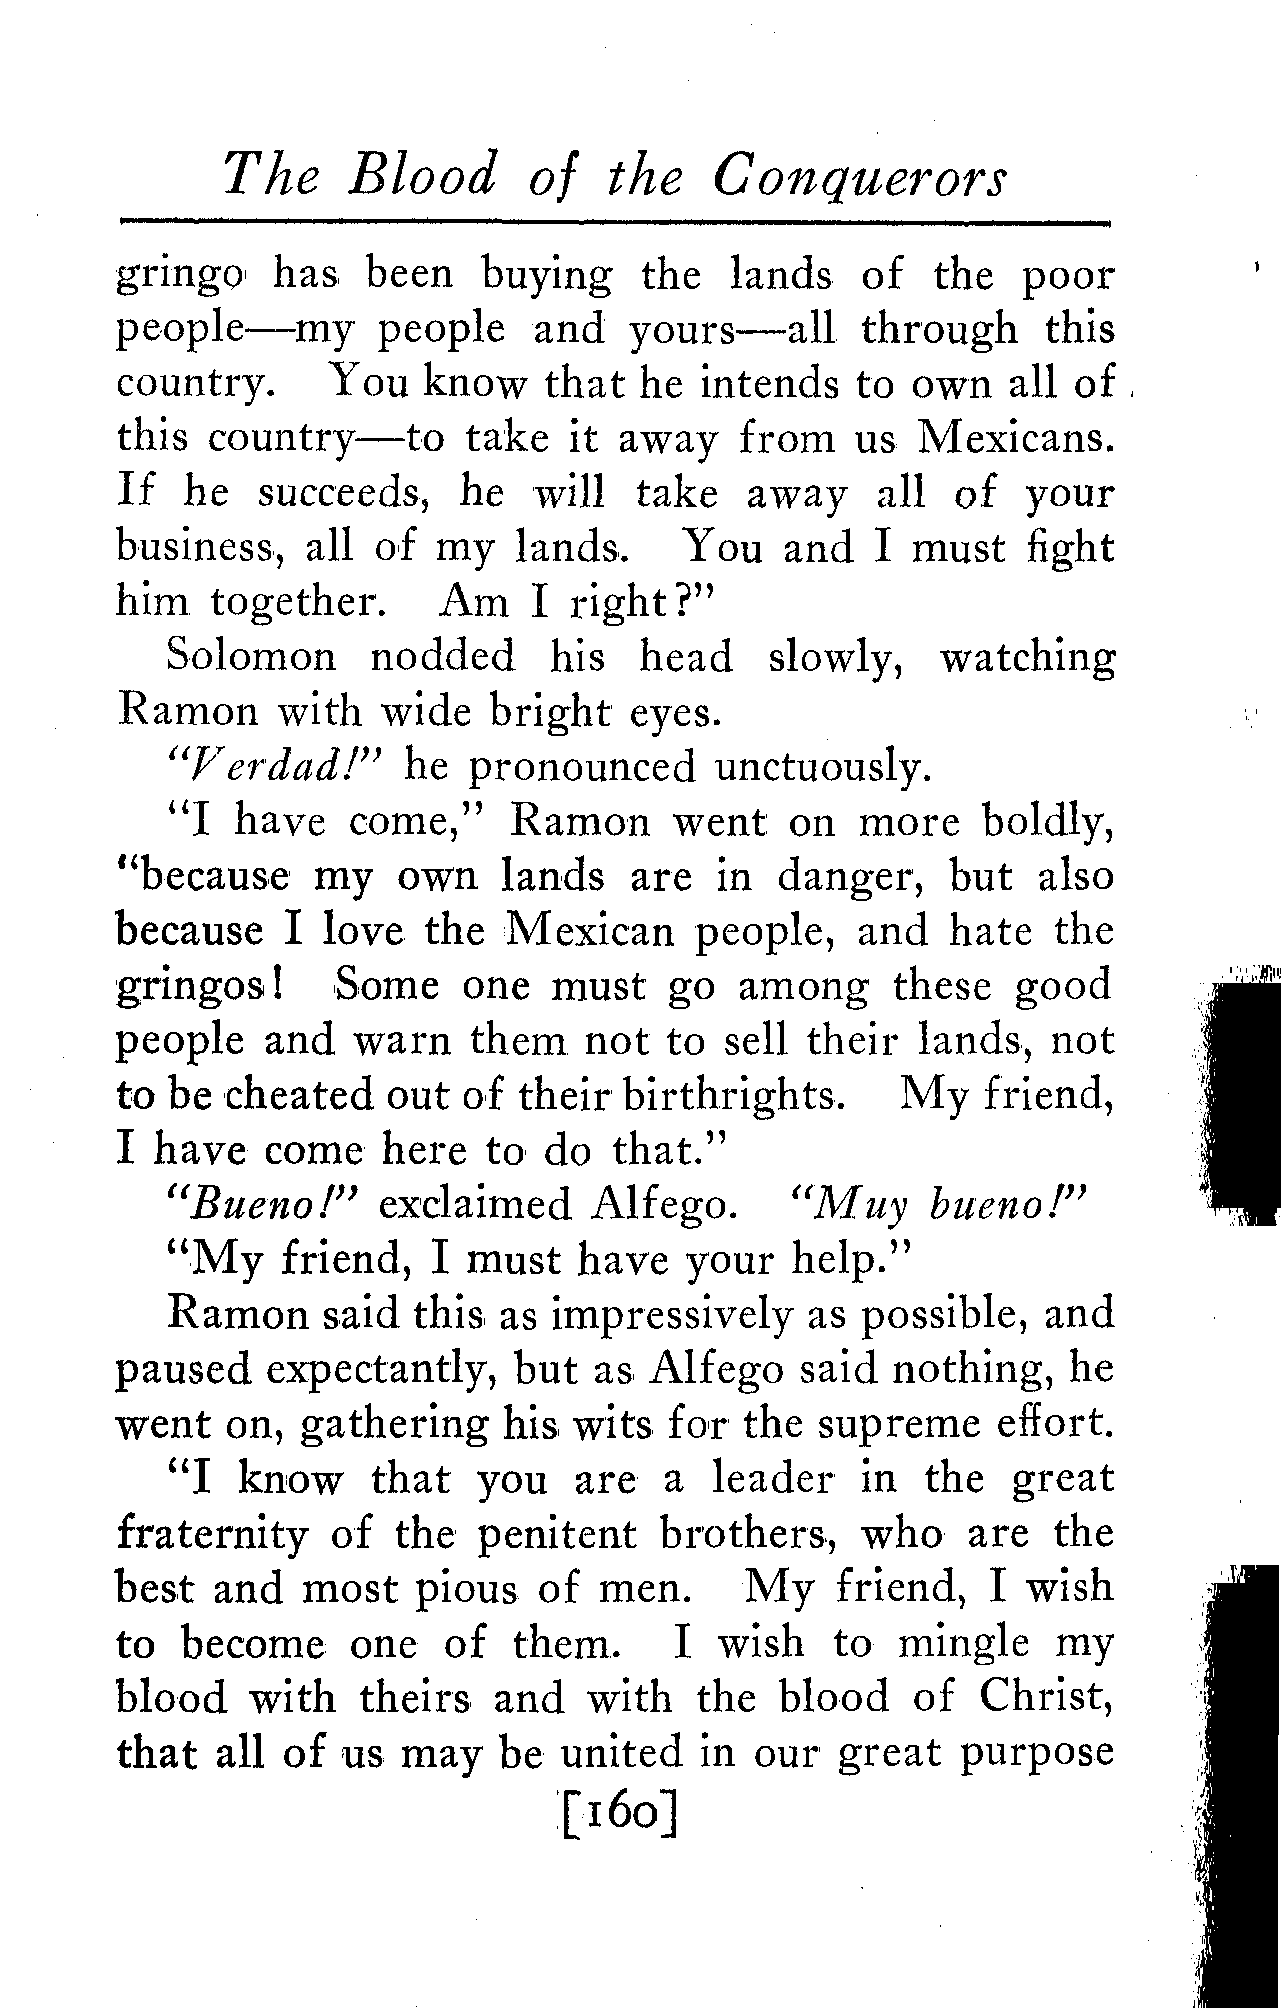 The Blood of the Conquerors
gringo has been buying the lands of the poor
people—my people and yours—all through this
country. You know that he intends to own all of
this country—to take it away from us Mexicans.
If he succeeds, he will take away all of your
business, all of my lands. You and I must fight
him together. Am I right?"
Solomon nodded his head slowly, watching
Ramon with wide bright eyes.
"Verdad!" he pronounced unctuously.
"I have come," Ramon went on more boldly,
"because my own lands are in danger, but also
because I love the Mexican people, and hate the
gringos! Some one must go among these good
people and warn them not to sell their lands, not
to be cheated out of their birthrights. My friend,
I have come here to do that."
"Bueno!" exclaimed Alfego. "Muy bueno!"
"My friend, I must have your help."
Ramon said this as impressively as possible, and
paused expectantly, but as Alfego said nothing, he
went on, gathering his wits for the supreme effort.
"I know that you are a leader in the great
fraternity of the penitent brothers, who are the
best and most pious of men. My friend, I wish
to become one of them. I wish to mingle my
blood with theirs and with the blood of Christ,
that all of us may be united in our great purpose
[160]